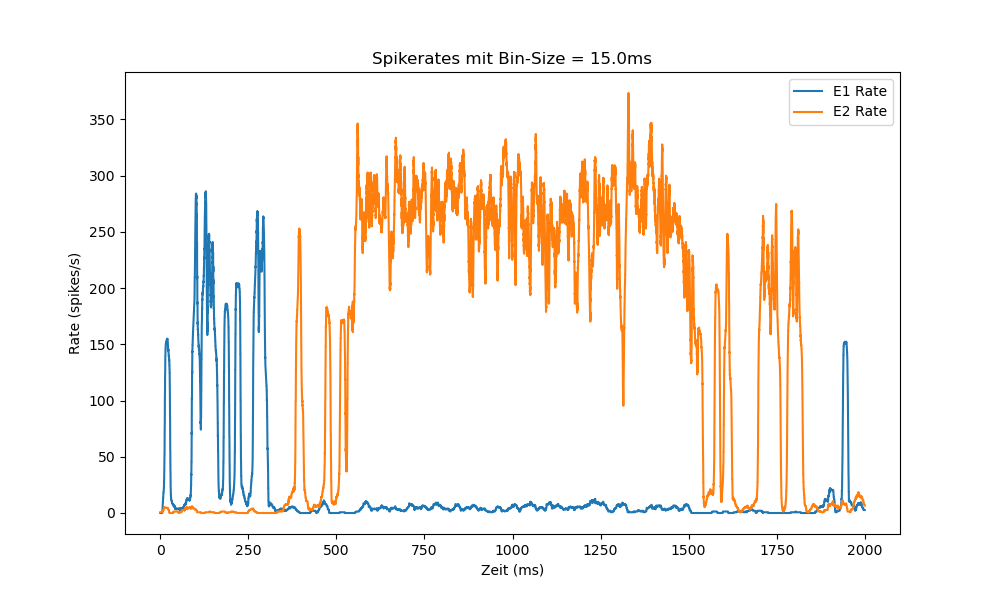 Spikerates mit Bin-Size = 15.0ms
E1 Rate
E2 Rate
Rate (spikes/s)
350
300
250
200
150
100
50
0
0 250 500 750 1000 1250 1500 1750 2000
Zeit (ms)